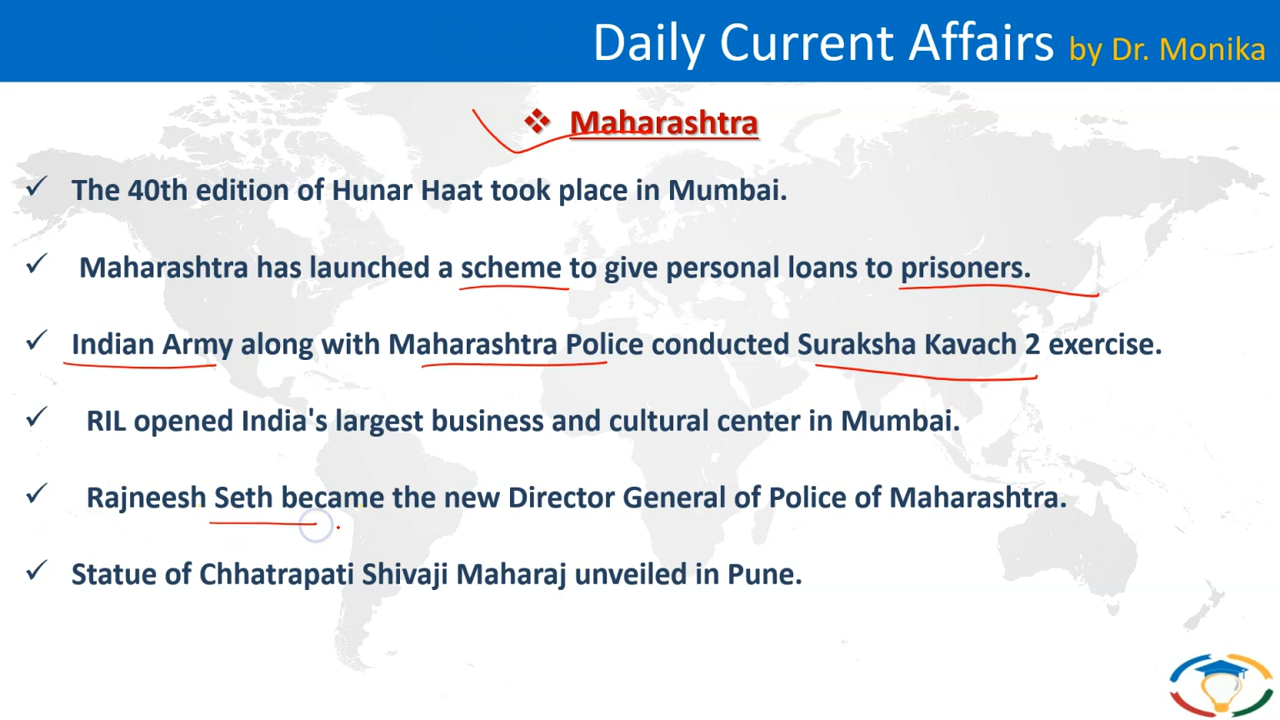 Daily Current Affairs by Dr. Monika
❖ Maharashtra
✓ The 40th edition of Hunar Haat took place in Mumbai.
✓ Maharashtra has launched a scheme to give personal loans to prisoners.
✓ Indian Army along with Maharashtra Police conducted Suraksha Kavach 2 exercise.
✓ RIL opened India's largest business and cultural center in Mumbai.
✓ Rajneesh Seth became the new Director General of Police of Maharashtra.
✓ Statue of Chhatrapati Shivaji Maharaj unveiled in Pune.